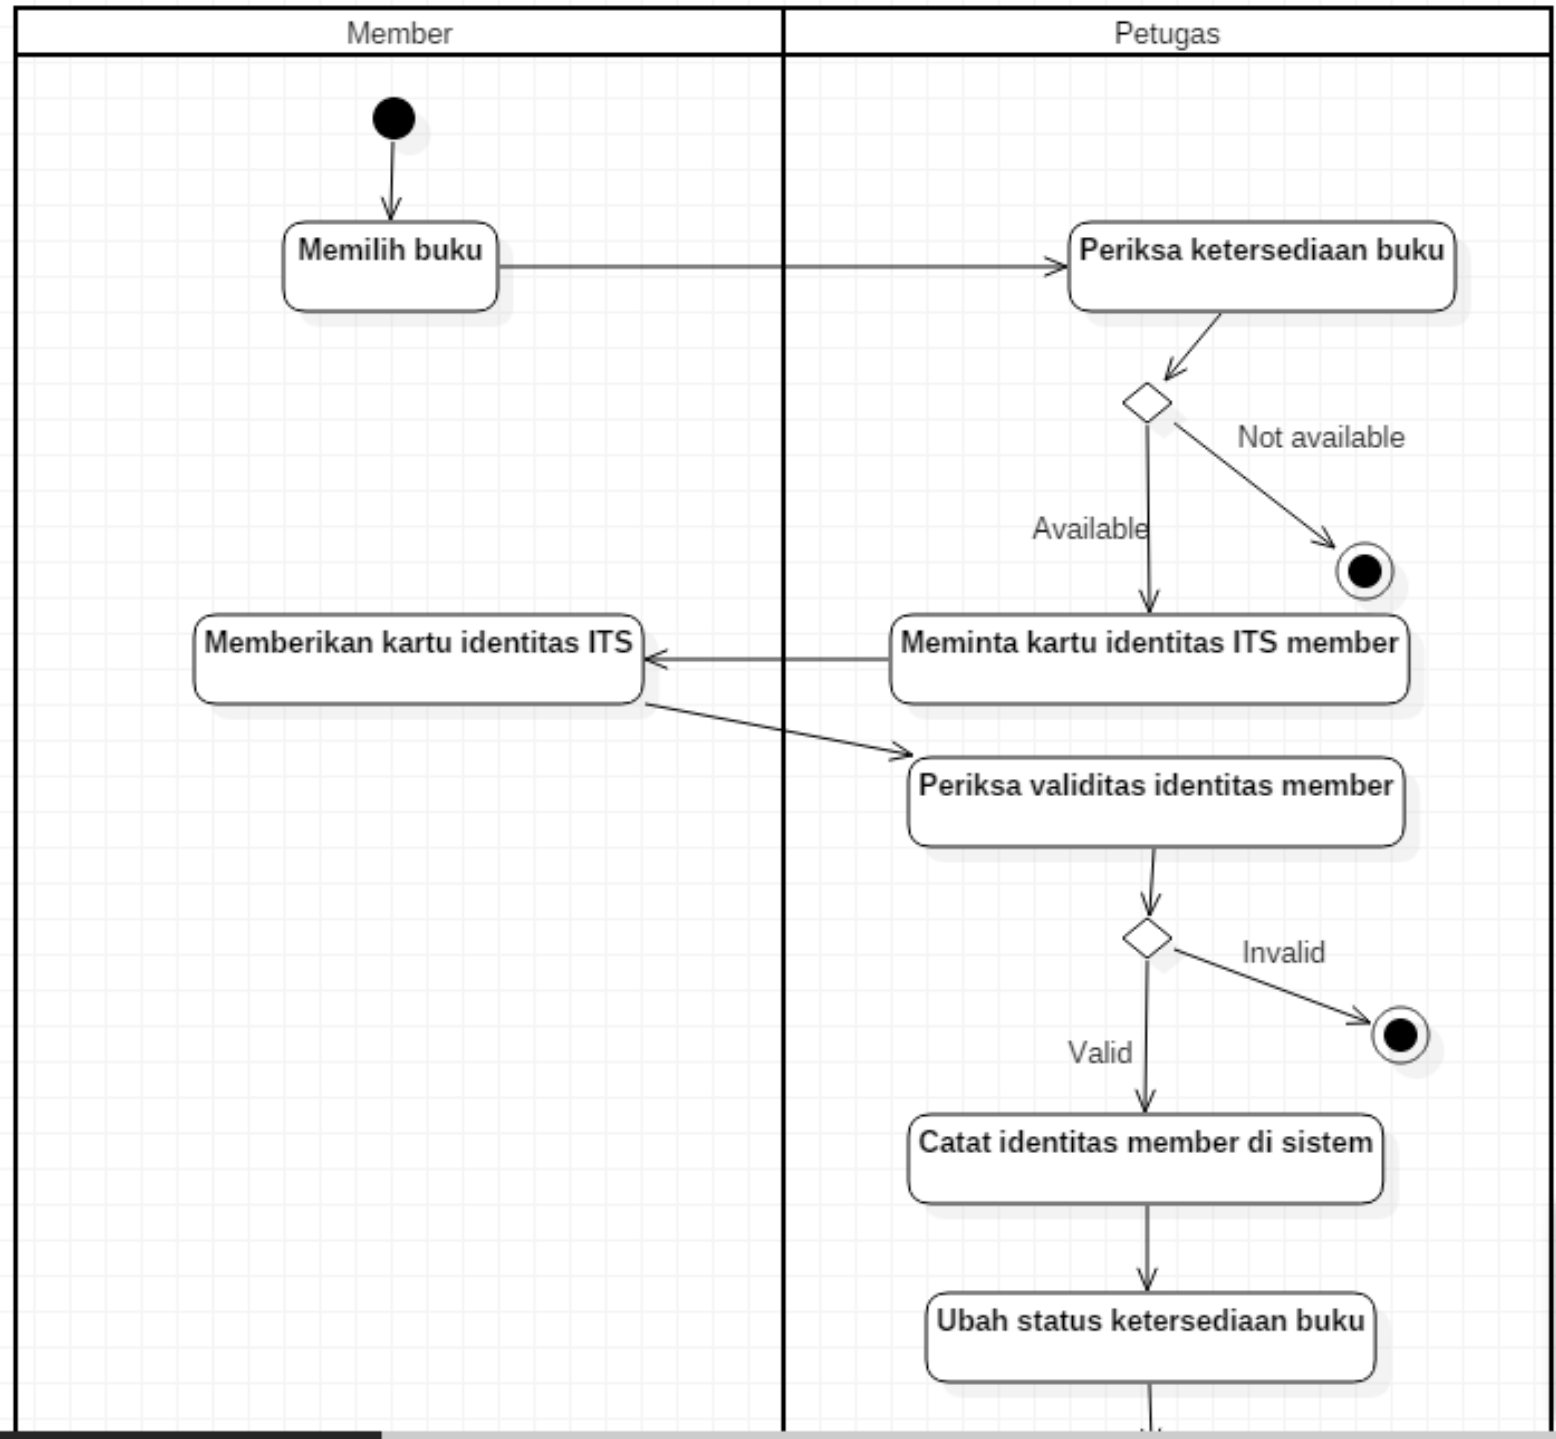 Member
Petugas
Memilih buku
Periksa ketersediaan buku
Not available
Available
Memberikan kartu identitas ITS
Meminta kartu identitas ITS member
Periksa validitas identitas member
Invalid
Valid
Catat identitas member di sistem
Ubah status ketersediaan buku